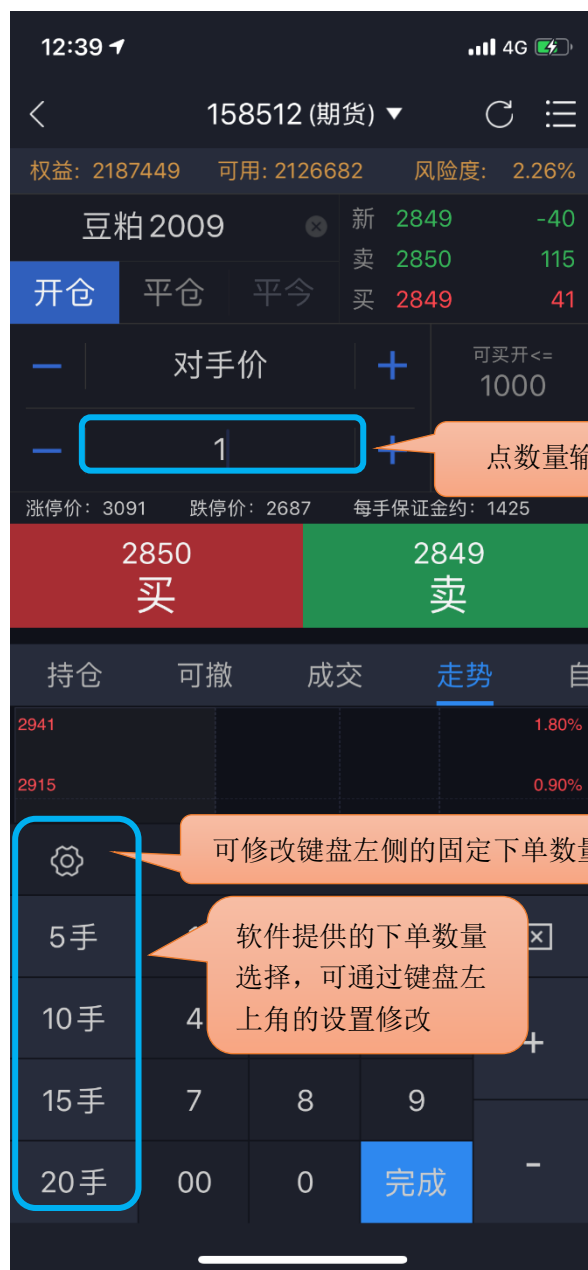 12:39 4G
158512 (期货) ▼
权益: 2187449 可用: 2126682 风险度: 2.26%
豆粕2009
新 2849 -40
卖 2850 115
买 2849 41
开仓 平仓 平今
— 对手价 +
可买开<=
1000
— 1 +
点数量输
涨停价: 3091 跌停价: 2687 每手保证金约: 1425
2850 2849
买 卖
持仓 可撤 成交 走势 自
2941 1.80%
2915 0.90%
可修改键盘左侧的固定下单数量
5手
软件提供的下单数量
选择，可通过键盘左
上角的设置修改
10手 4 +
15手 7 8 9
20手 00 0 完成 -